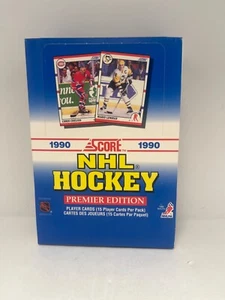 SCORE
1990 1990
NHL
HOCKEY
PREMIER EDITION
PLAYER CARDS (15 Player Cards Per Pack)
CARTES DES JOUEURS (15 Cartes Par Paquet)